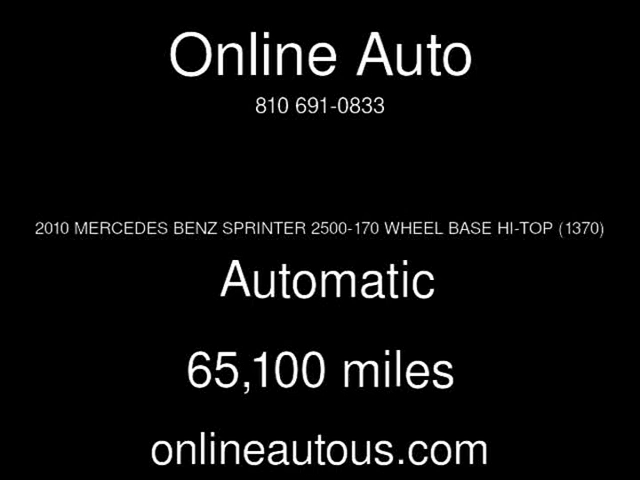 Online Auto
810 691-0833
2010 MERCEDES BENZ SPRINTER 2500-170 WHEEL BASE HI-TOP (1370)
Automatic
65,100 miles
onlineautous.com